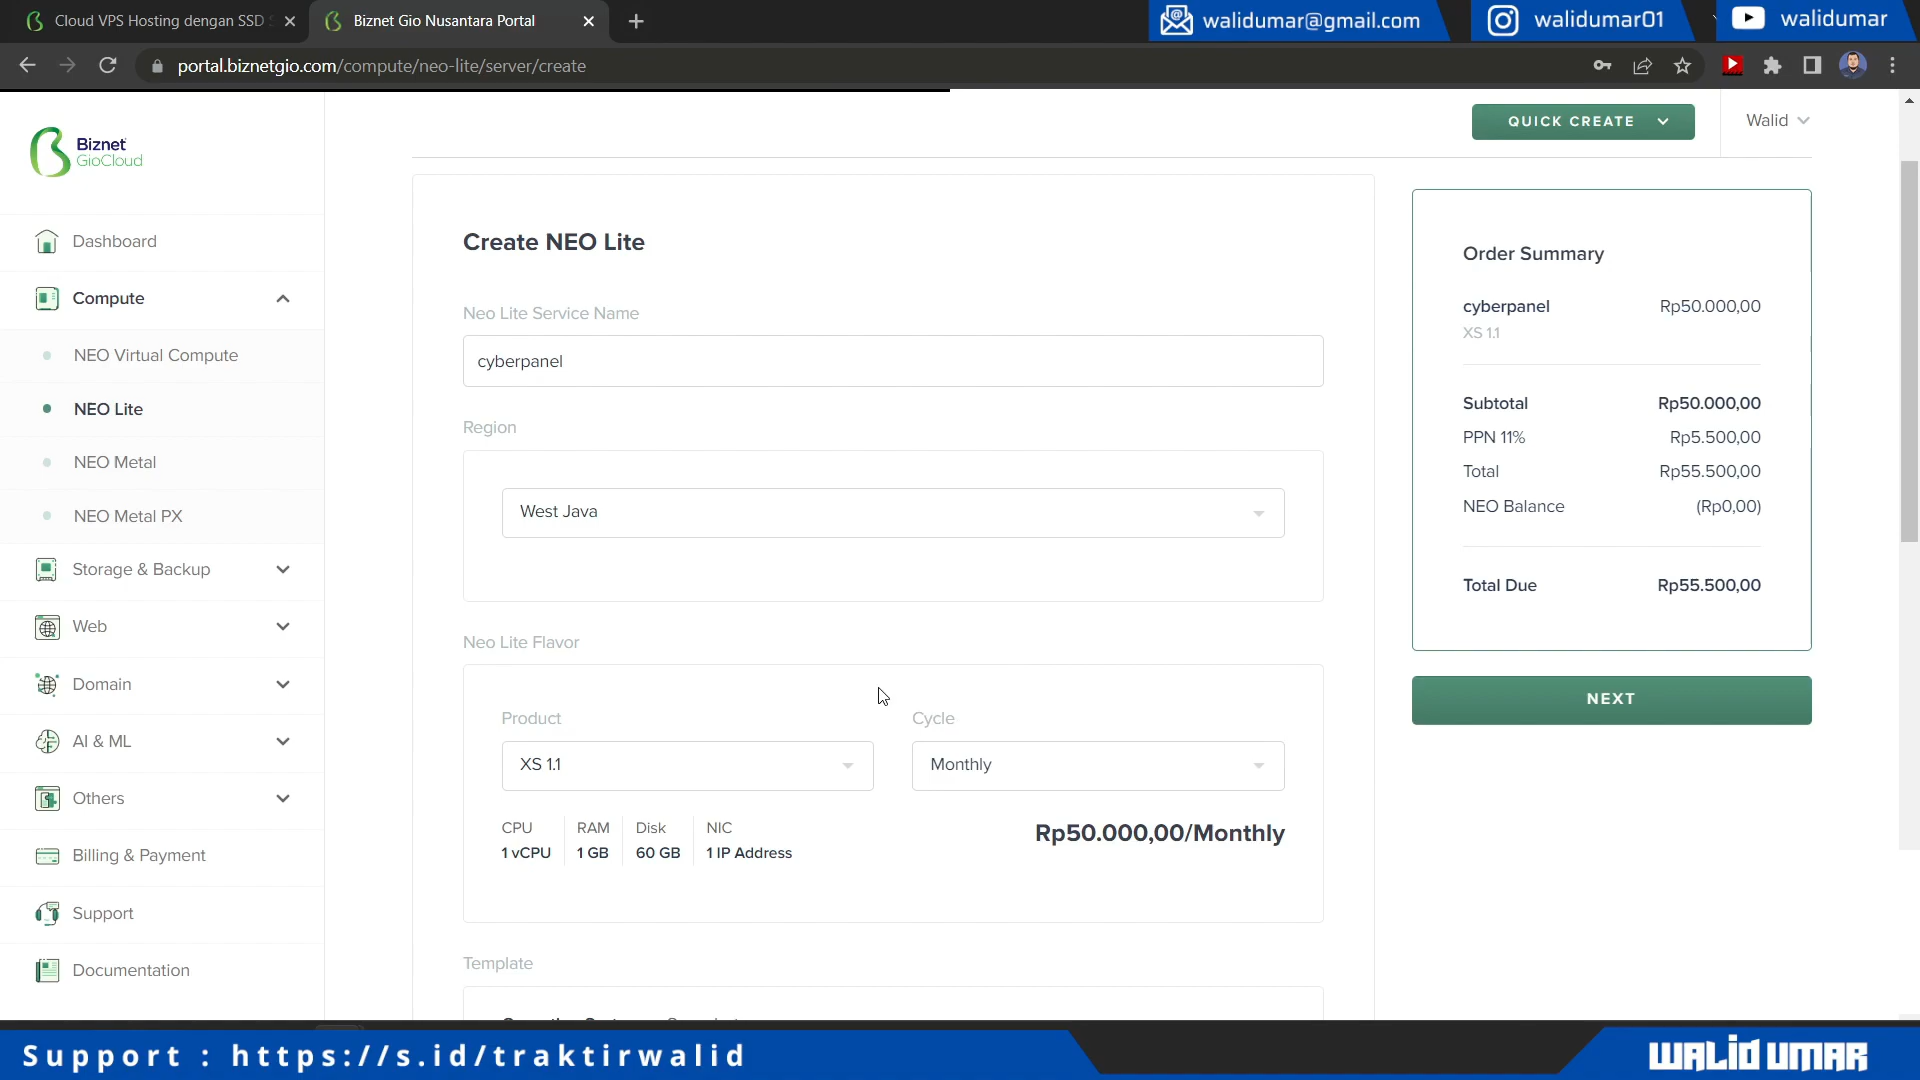 Cloud VPS Hosting dengan SSD
Biznet Gio Nusantara Portal
walidumar@gmail.com
walidumar01
walidumar
portal.biznetgio.com/compute/neo-lite/server/create
Biznet
GioCloud
QUICK CREATE
Walid
Dashboard
Compute
NEO Virtual Compute
NEO Lite
NEO Metal
NEO Metal PX
Storage & Backup
Web
Domain
AI & ML
Others
Billing & Payment
Support
Documentation
Create NEO Lite
Neo Lite Service Name
cyberpanel
Region
West Java
Neo Lite Flavor
Product
Cycle
XS 1.1
Monthly
CPU
RAM
Disk
NIC
1 vCPU
1 GB
60 GB
1 IP Address
Rp50.000,00/Monthly
Template
Order Summary
cyberpanel Rp50.000,00
XS 1.1
Subtotal Rp50.000,00
PPN 11% Rp5.500,00
Total Rp55.500,00
NEO Balance (Rp0,00)
Total Due Rp55.500,00
NEXT
Support : https://s.id/traktirwalid
WALID UMAR